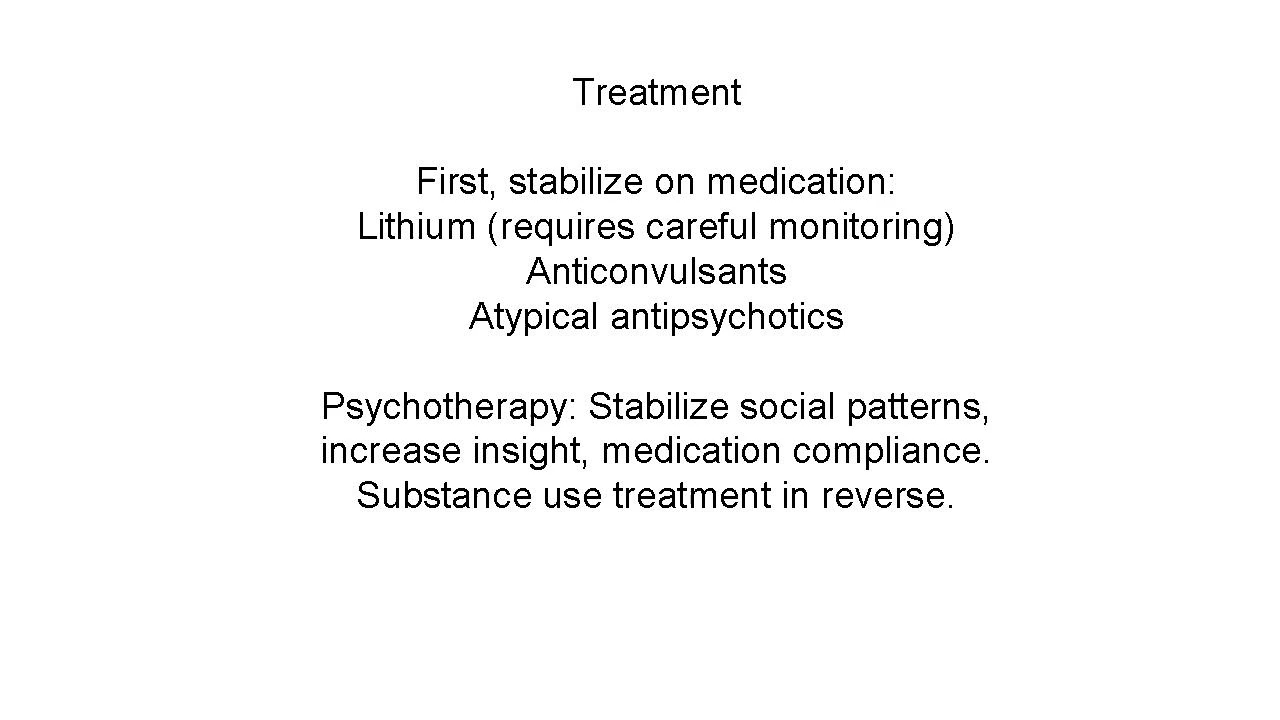 Treatment
First, stabilize on medication:
Lithium (requires careful monitoring)
Anticonvulsants
Atypical antipsychotics
Psychotherapy: Stabilize social patterns,
increase insight, medication compliance.
Substance use treatment in reverse.